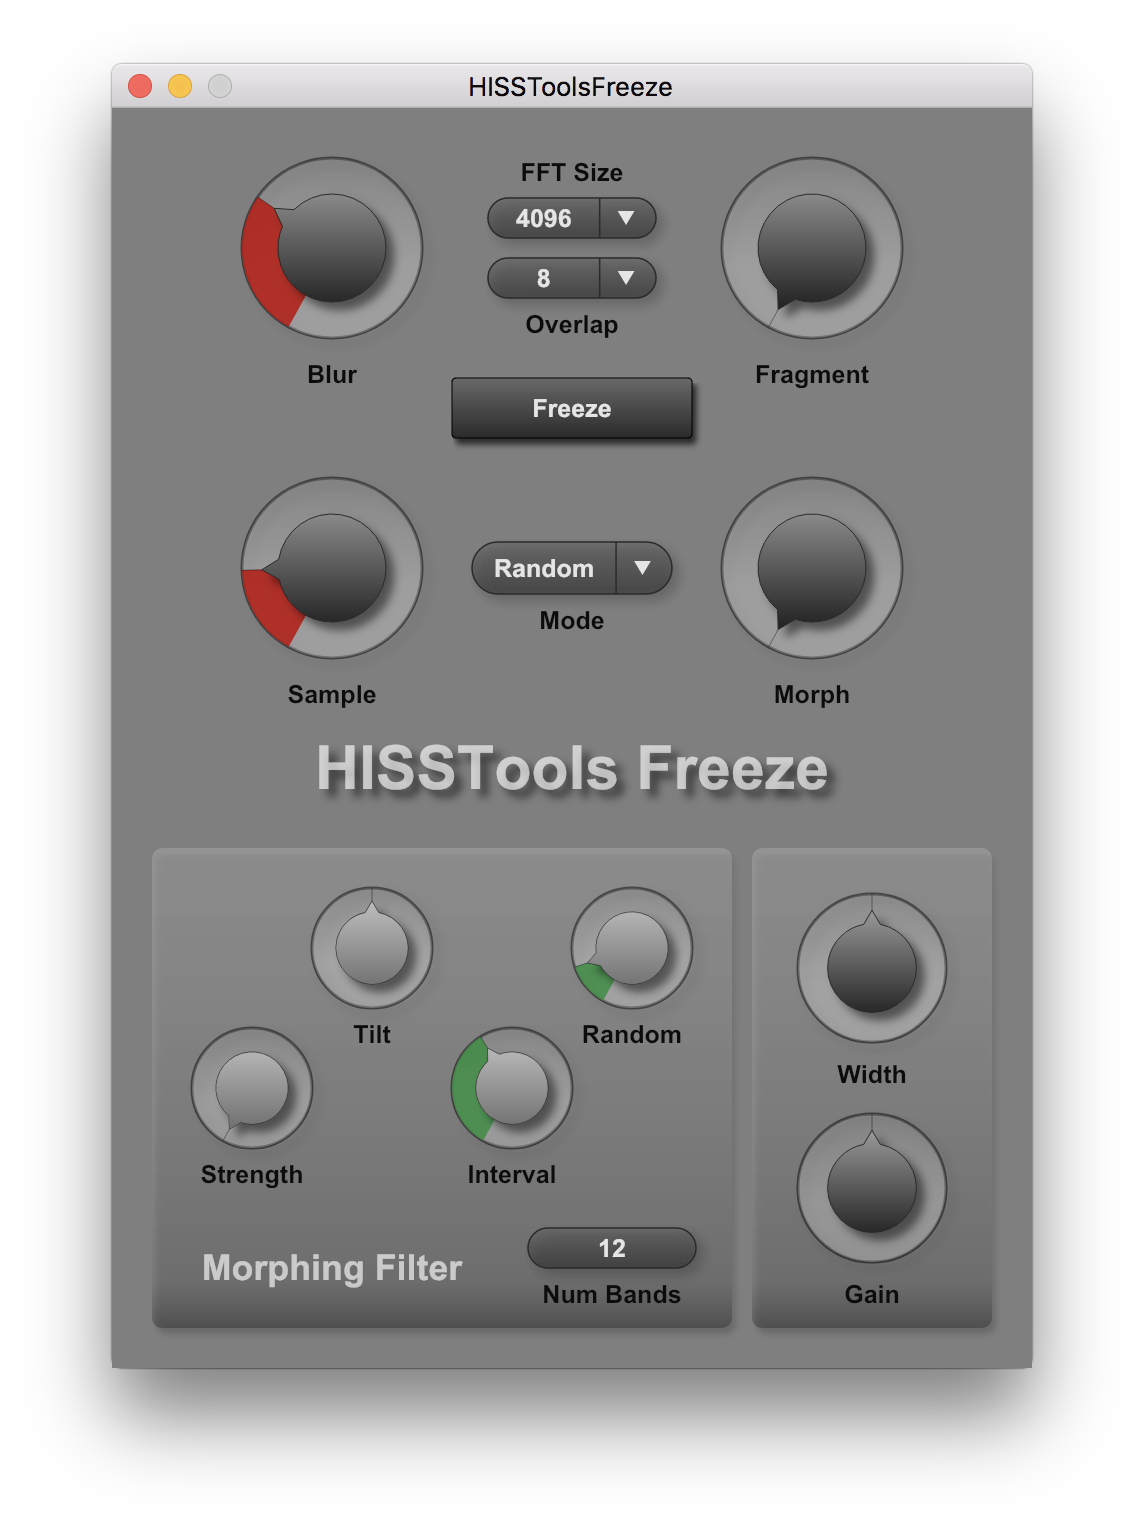 HISSToolsFreeze
FFT Size
4096
8
Overlap
Blur
Fragment
Freeze
Random
Mode
Sample
Morph
HISSTools Freeze
Tilt
Random
Strength
Interval
Morphing Filter
12
Num Bands
Width
Gain